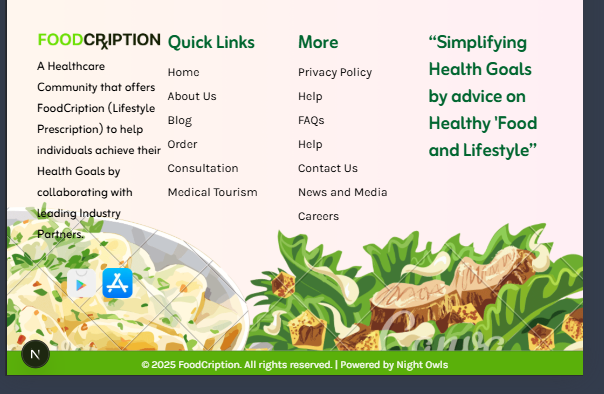 FOODCRIPTION
A Healthcare
Community that offers
FoodCription (Lifestyle
Prescription) to help
individuals achieve their
Health Goals by
collaborating with
leading Industry
Partners.
Quick Links
Home
About Us
Blog
Order
Consultation
Medical Tourism
More
Privacy Policy
Help
FAQs
Help
Contact Us
News and Media
Careers
“Simplifying
Health Goals
by advice on
Healthy 'Food
and Lifestyle”
Canva
N
© 2025 FoodCription. All rights reserved. | Powered by Night Owls